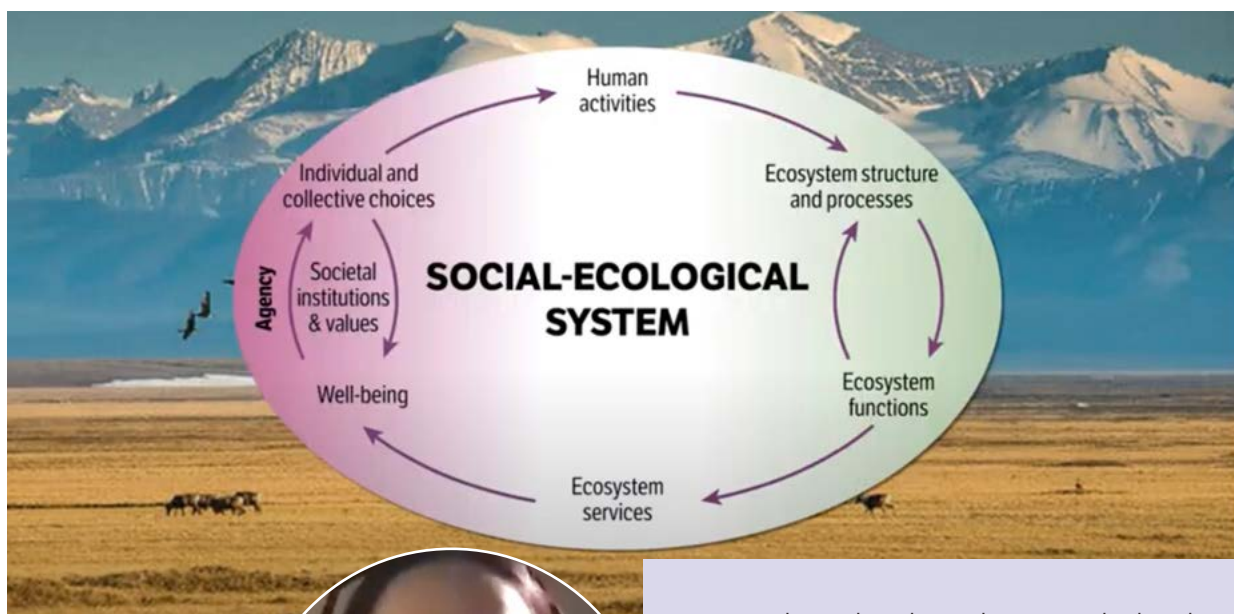 Human
activities
Individual and
collective choices
Ecosystem structure
and processes
Agency
Societal
institutions
& values
SOCIAL-ECOLOGICAL
SYSTEM
Well-being
Ecosystem
functions
Ecosystem
services